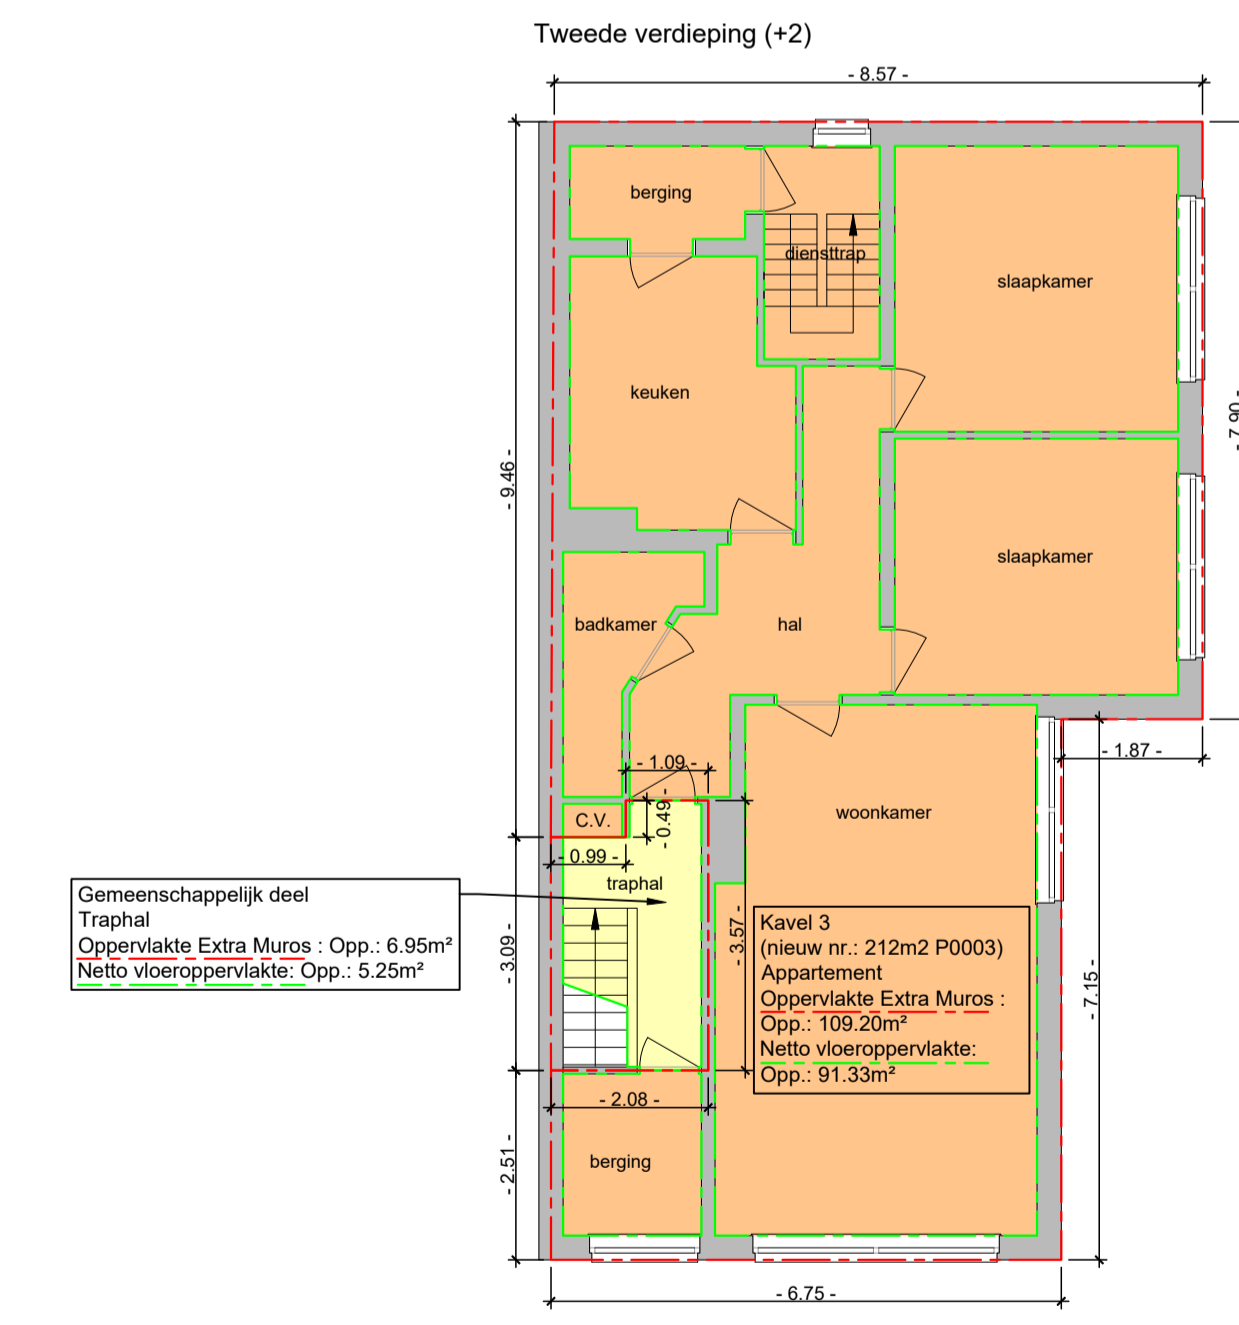 Tweede verdieping (+2)
- 8.57 -
berging
diensttrap
slaapkamer
keuken
- 7.90 -
- 9.46 -
slaapkamer
badkamer
hal
- 1.87 -
- 1.09 -
- 0.49 -
woonkamer
C.V.
- 0.99 -
traphal
Gemeenschappelijk deel
Traphal
Oppervlakte Extra Muros : Opp.: 6.95m²
Netto vloeroppervlakte: Opp.: 5.25m²
- 3.09 -
- 3.57 -
Kavel 3
(nieuw nr.: 212m2 P0003)
Appartement
Oppervlakte Extra Muros :
Opp.: 109.20m²
Netto vloeroppervlakte:
Opp.: 91.33m²
- 7.15 -
- 2.08 -
- 2.51 -
berging
- 6.75 -